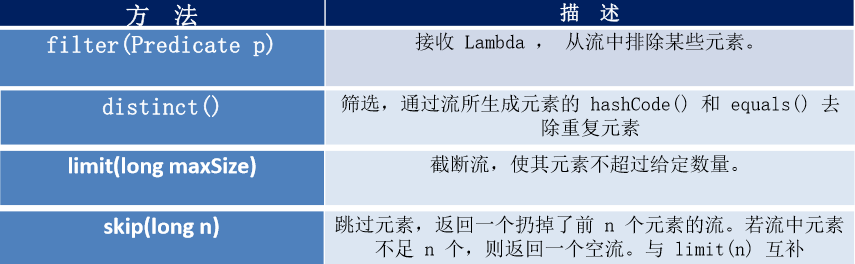 方 法 描 述
filter(Predicate p) 接收 Lambda ， 从流中排除某些元素。
distinct() 筛选，通过流所生成元素的 hashCode() 和 equals() 去
除重复元素
limit(long maxSize) 截断流，使其元素不超过给定数量。
skip(long n) 跳过元素，返回一个扔掉了前 n 个元素的流。若流中元素
不足 n 个，则返回一个空流。与 limit(n) 互补